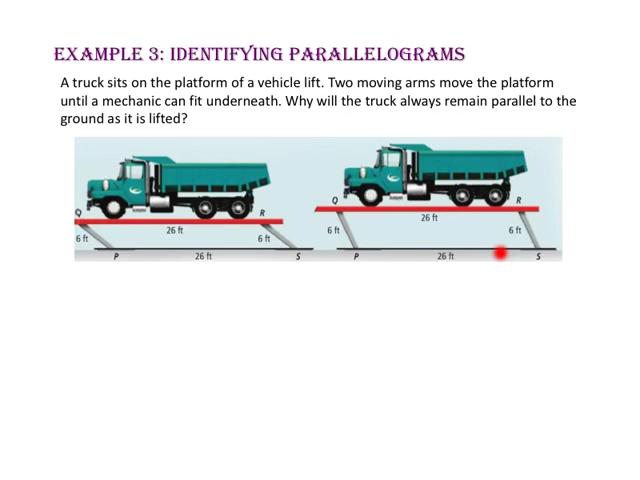 EXAMPLE 3: IDENTIFYING PARALLELOGRAMS
A truck sits on the platform of a vehicle lift. Two moving arms move the platform
until a mechanic can fit underneath. Why will the truck always remain parallel to the
ground as it is lifted?
Q R
26 ft
6 ft 6 ft
P 26 ft S
Q R
26 ft
6 ft 6 ft
P 26 ft S